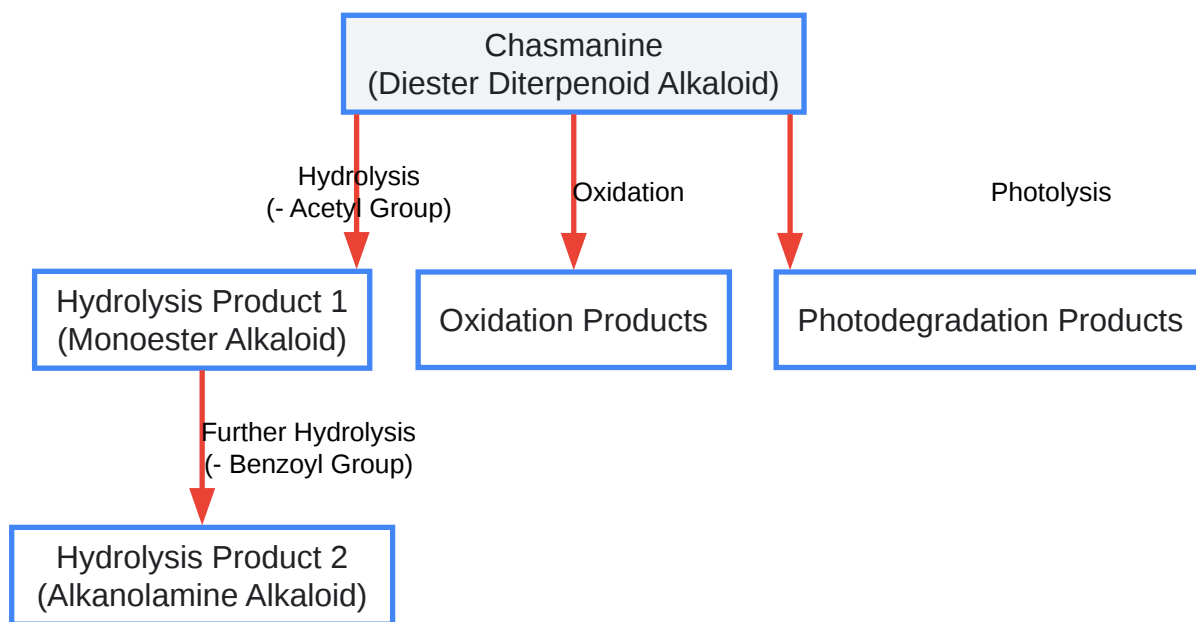 Chasmanine
(Diester Diterpenoid Alkaloid)
Hydrolysis
(- Acetyl Group)
Oxidation
Photolysis
Hydrolysis Product 1
(Monoester Alkaloid)
Oxidation Products
Photodegradation Products
Further Hydrolysis
(- Benzoyl Group)
Hydrolysis Product 2
(Alkanolamine Alkaloid)